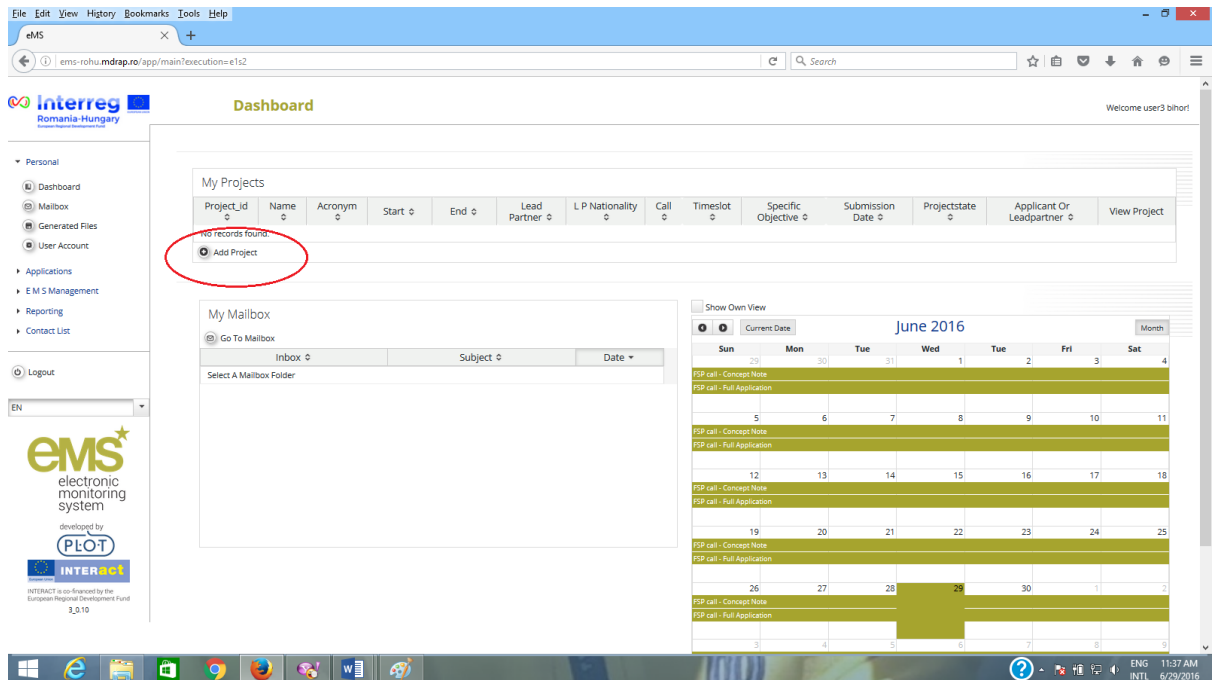 File Edit View History Bookmarks Tools Help
eMS
ems-rohu.mdrap.ro/app/main?execution=e1s2 Search
Interreg
Romania-Hungary
European Regional Development Fund
Dashboard
Welcome user3 bihor!
Personal
Dashboard
Mailbox
Generated Files
User Account
Applications
E M S Management
Reporting
Contact List
Logout
EN
eMS
electronic
monitoring
system
developed by
PLOT
INTERact
INTERACT is co-financed by the
European Regional Development Fund
3_0.10
My Projects
Project_id Name Acronym Start End Lead Partner L P Nationality Call Timeslot Specific Objective Submission Date Projectstate Applicant Or Leadpartner View Project
No records found.
Add Project
My Mailbox
Go To Mailbox
Inbox Subject Date
Select A Mailbox Folder
Show Own View
Current Date June 2016 Month
Sun Mon Tue Wed Tue Fri Sat
29 30 31 1 2 3 4
FSP call - Concept Note
FSP call - Full Application
5 6 7 8 9 10 11
FSP call - Concept Note
FSP call - Full Application
12 13 14 15 16 17 18
FSP call - Concept Note
FSP call - Full Application
19 20 21 22 23 24 25
FSP call - Concept Note
FSP call - Full Application
26 27 28 29 30 1 2
FSP call - Concept Note
FSP call - Full Application
3 4 5 6 7 8 9
ENG 11:37 AM
INTL 6/29/2016